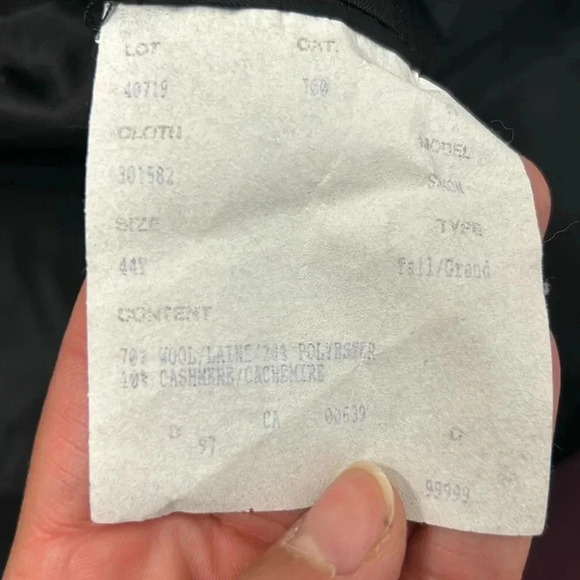 LOT CAT.
40719 760
CLOTH MODEL
301582
SIZE TYPE
44T Tall/Grand
CONTENT
70% WOOL/LAINE 20% POLYESTER
10% CASHMERE/CACHEMIRE
CA 00639
97
99999